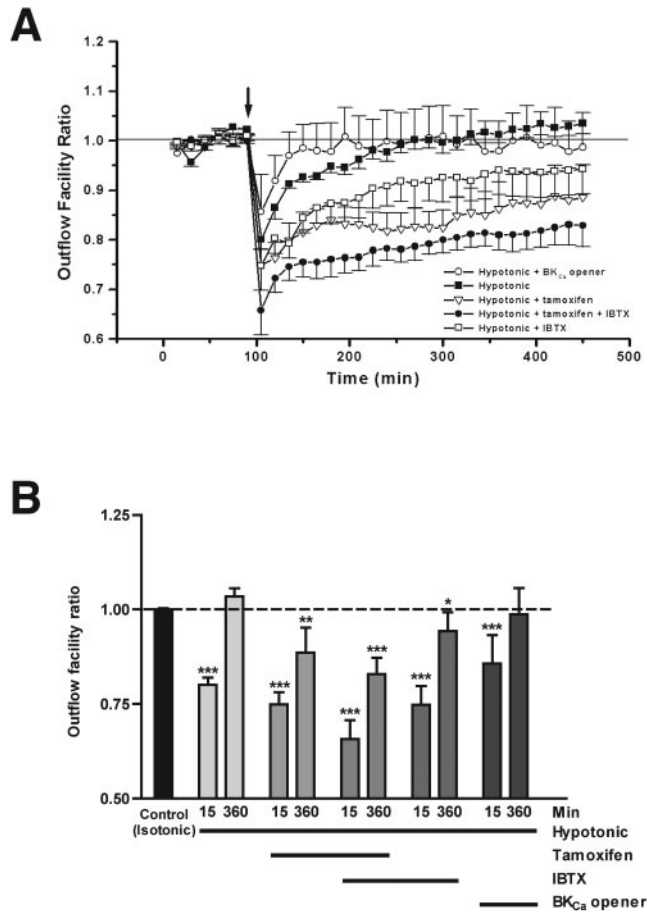 A
1.2
1.1
1.0
0.9
0.8
0.7
0.6
Outflow Facility Ratio
Hypotonic + BKCa opener
Hypotonic
Hypotonic + tamoxifen
Hypotonic + tamoxifen + IBTX
Hypotonic + IBTX
0 100 200 300 400 500
Time (min)
B
1.25
1.00
0.75
0.50
Outflow facility ratio
*** *** ** *** *** *** * ***
Control
(Isotonic)
15 360 15 360 15 360 15 360 15 360 Min
Hypotonic
Tamoxifen
IBTX
BKCa opener